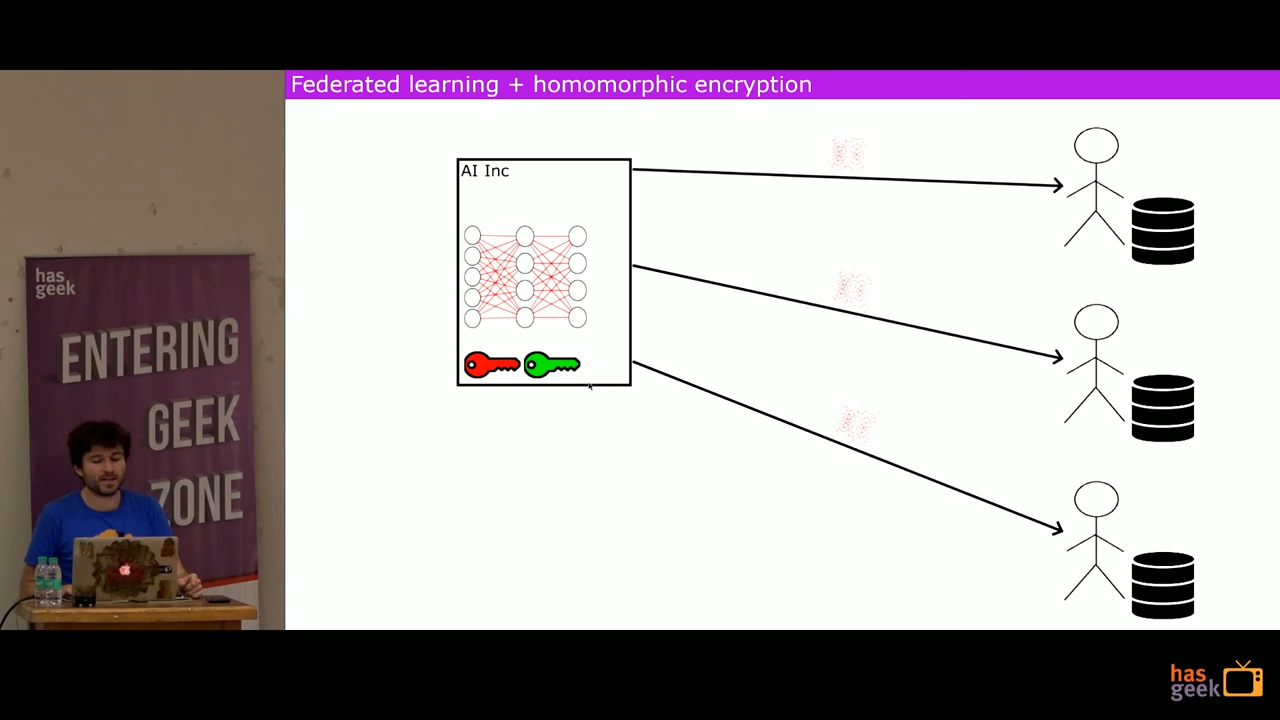 Federated learning + homomorphic encryption
AI Inc
has
geek
ENTERING
GEEK
ZONE
has
geek